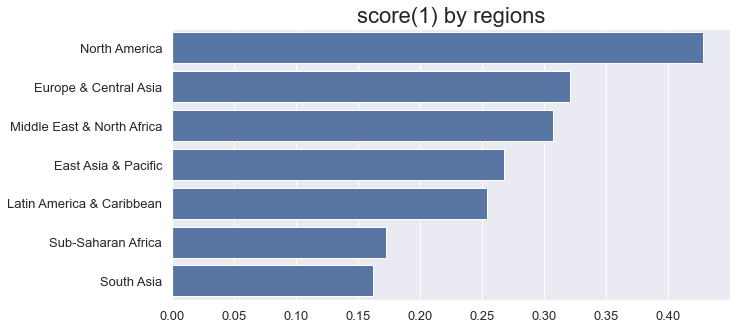 score(1) by regions
North America
Europe & Central Asia
Middle East & North Africa
East Asia & Pacific
Latin America & Caribbean
Sub-Saharan Africa
South Asia
0.00 0.05 0.10 0.15 0.20 0.25 0.30 0.35 0.40